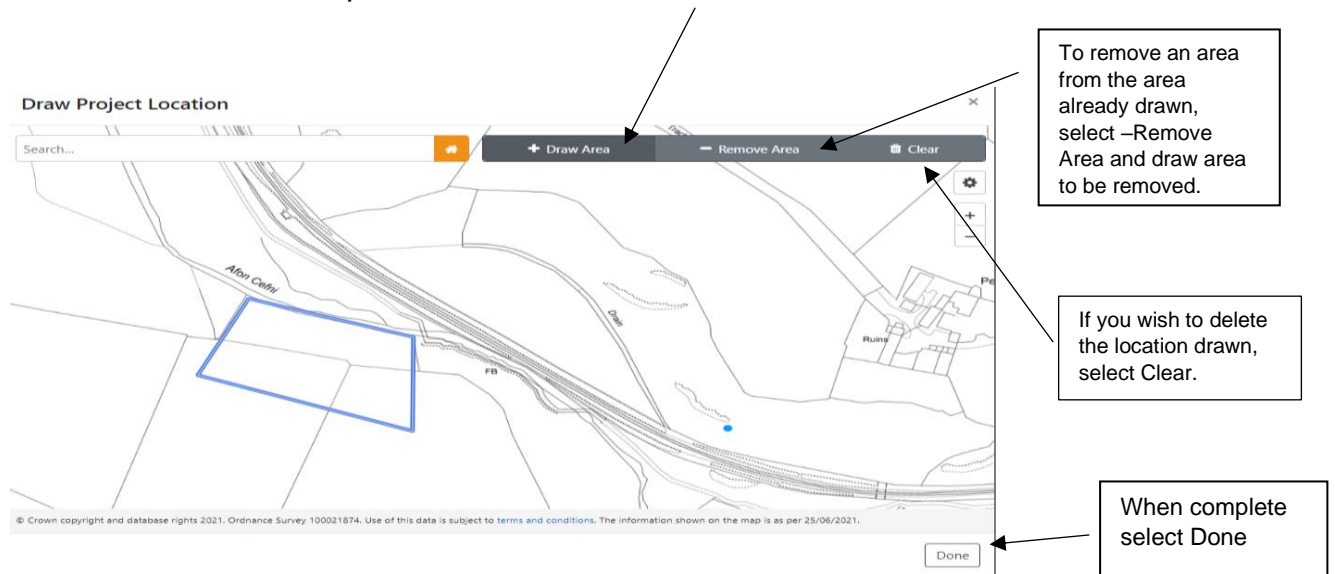 To remove an area
from the area
already drawn,
select –Remove
Area and draw area
to be removed.
Draw Project Location
×
Search...
+ Draw Area
− Remove Area
Clear
+
−
Afon Cefni
Drain
Ruins
FB
If you wish to delete
the location drawn,
select Clear.
© Crown copyright and database rights 2021. Ordnance Survey 100021874. Use of this data is subject to terms and conditions. The information shown on the map is as per 25/06/2021.
Done
When complete
select Done